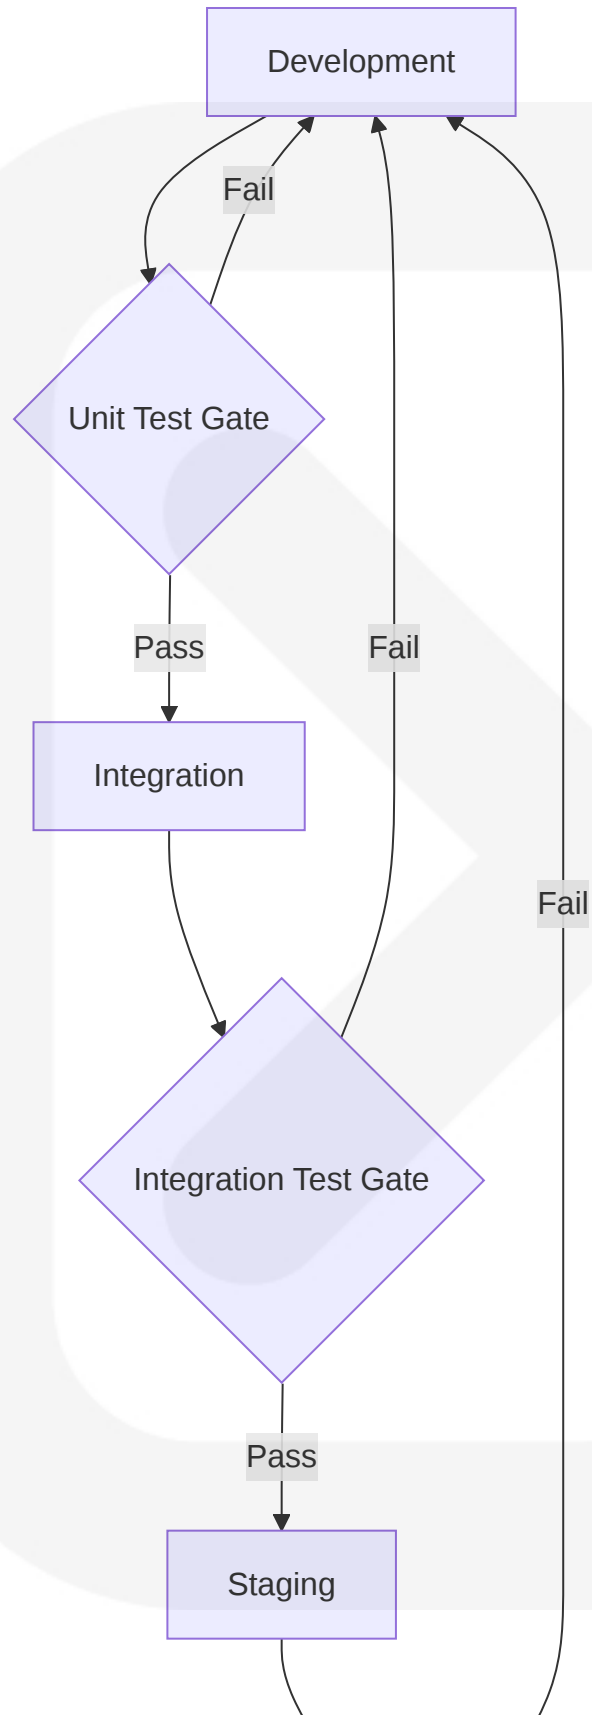 Development
Fail
Unit Test Gate
Pass
Fail
Integration
Fail
Integration Test Gate
Pass
Staging